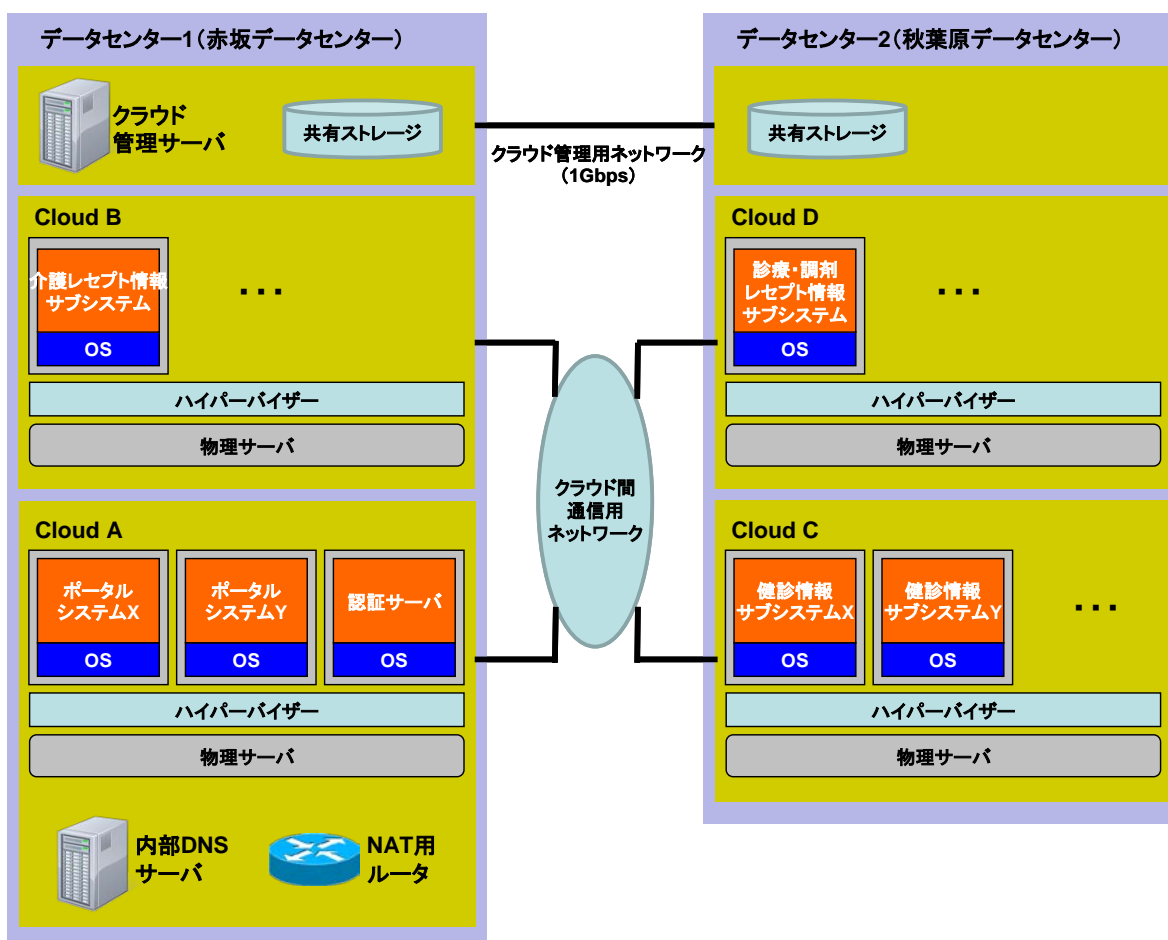 データセンター1（赤坂データセンター）
クラウド
管理サーバ
共有ストレージ
Cloud B
介護レセプト情報
サブシステム
OS
・・・
ハイパーバイザー
物理サーバ
Cloud A
ポータル
システムX
OS
ポータル
システムY
OS
認証サーバ
OS
ハイパーバイザー
物理サーバ
内部DNS
サーバ
NAT用
ルータ
クラウド管理用ネットワーク
（1Gbps）
クラウド間
通信用
ネットワーク
データセンター2（秋葉原データセンター）
共有ストレージ
Cloud D
診療・調剤
レセプト情報
サブシステム
OS
・・・
ハイパーバイザー
物理サーバ
Cloud C
健診情報
サブシステムX
OS
健診情報
サブシステムY
OS
・・・
ハイパーバイザー
物理サーバ